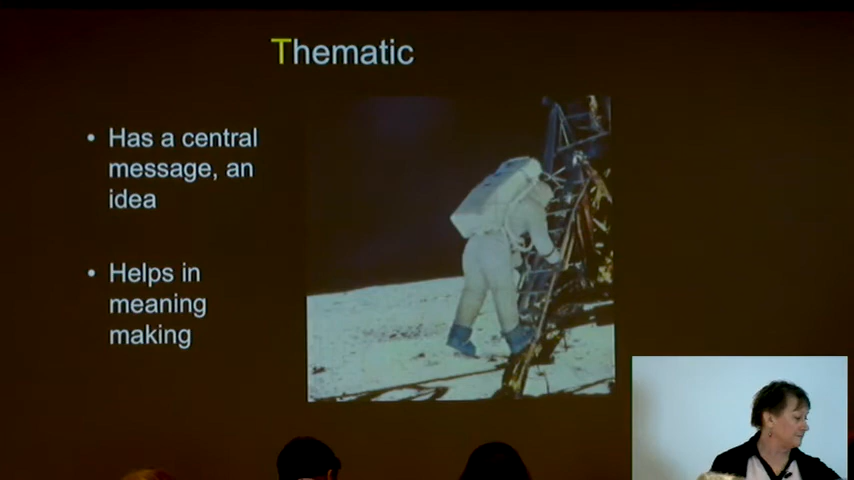 Thematic
• Has a central
message, an
idea
• Helps in
meaning
making